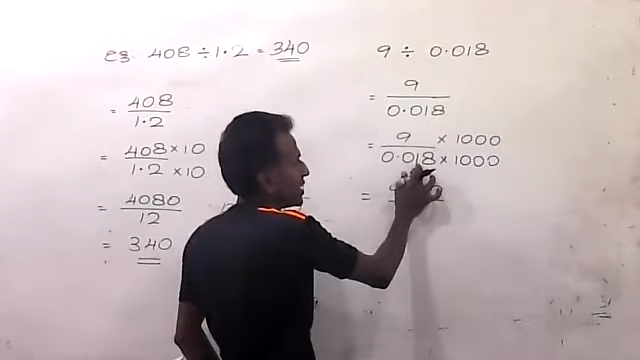 eg. 408 ÷ 1.2 = 340
= 408 / 1.2
= 408 × 10 / 1.2 × 10
= 4080 / 12
= 340
9 ÷ 0.018
= 9 / 0.018
= 9 × 1000 / 0.018 × 1000
=